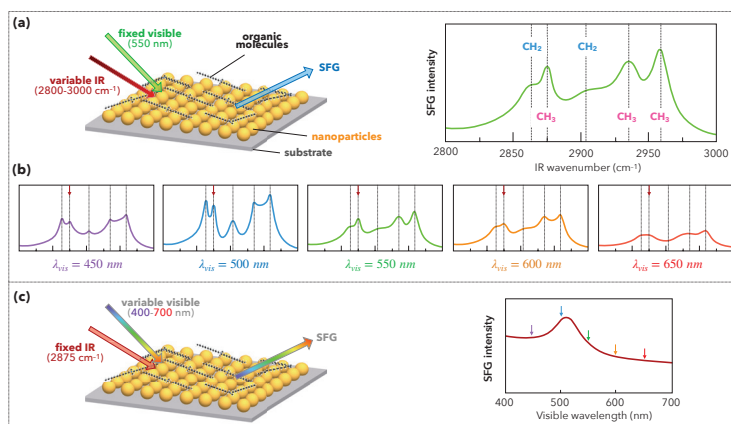 (a)
fixed visible
(550 nm)
organic
molecules
variable IR
(2800-3000 cm⁻¹)
SFG
nanoparticles
substrate
SFG intensity
CH₂
CH₂
CH₃
CH₃
CH₃
2800
2850
2900
2950
3000
IR wavenumber (cm⁻¹)
(b)
λvis = 450 nm
λvis = 500 nm
λvis = 550 nm
λvis = 600 nm
λvis = 650 nm
(c)
variable visible
(400-700 nm)
fixed IR
(2875 cm⁻¹)
SFG
SFG intensity
400
500
600
700
Visible wavelength (nm)